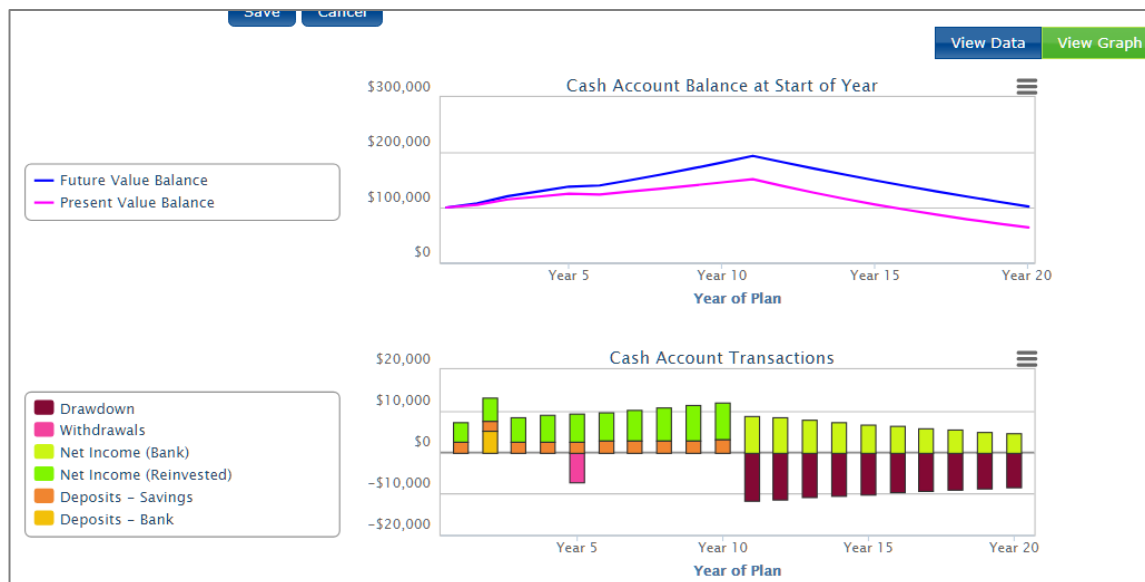 Save Cancel
View Data View Graph
Cash Account Balance at Start of Year
$300,000
$200,000
$100,000
$0
Future Value Balance
Present Value Balance
Year 5 Year 10 Year 15 Year 20
Year of Plan
Cash Account Transactions
$20,000
$10,000
$0
-$10,000
-$20,000
Drawdown
Withdrawals
Net Income (Bank)
Net Income (Reinvested)
Deposits - Savings
Deposits - Bank
Year 5 Year 10 Year 15 Year 20
Year of Plan